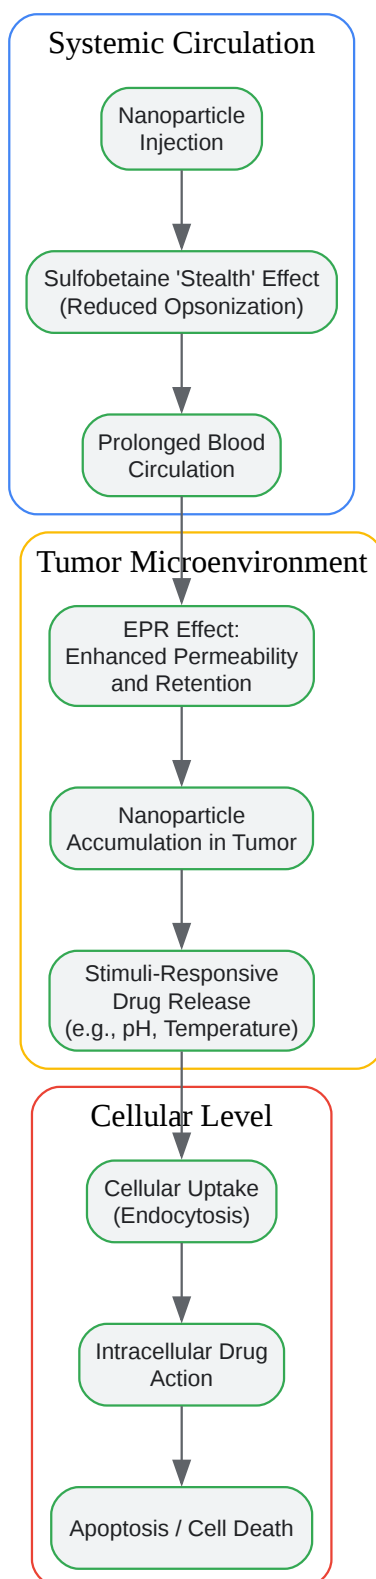 Systemic Circulation
Nanoparticle
Injection
Sulfobetaine 'Stealth' Effect
(Reduced Opsonization)
Prolonged Blood
Circulation
Tumor Microenvironment
EPR Effect:
Enhanced Permeability
and Retention
Nanoparticle
Accumulation in Tumor
Stimuli-Responsive
Drug Release
(e.g., pH, Temperature)
Cellular Level
Cellular Uptake
(Endocytosis)
Intracellular Drug
Action
Apoptosis / Cell Death